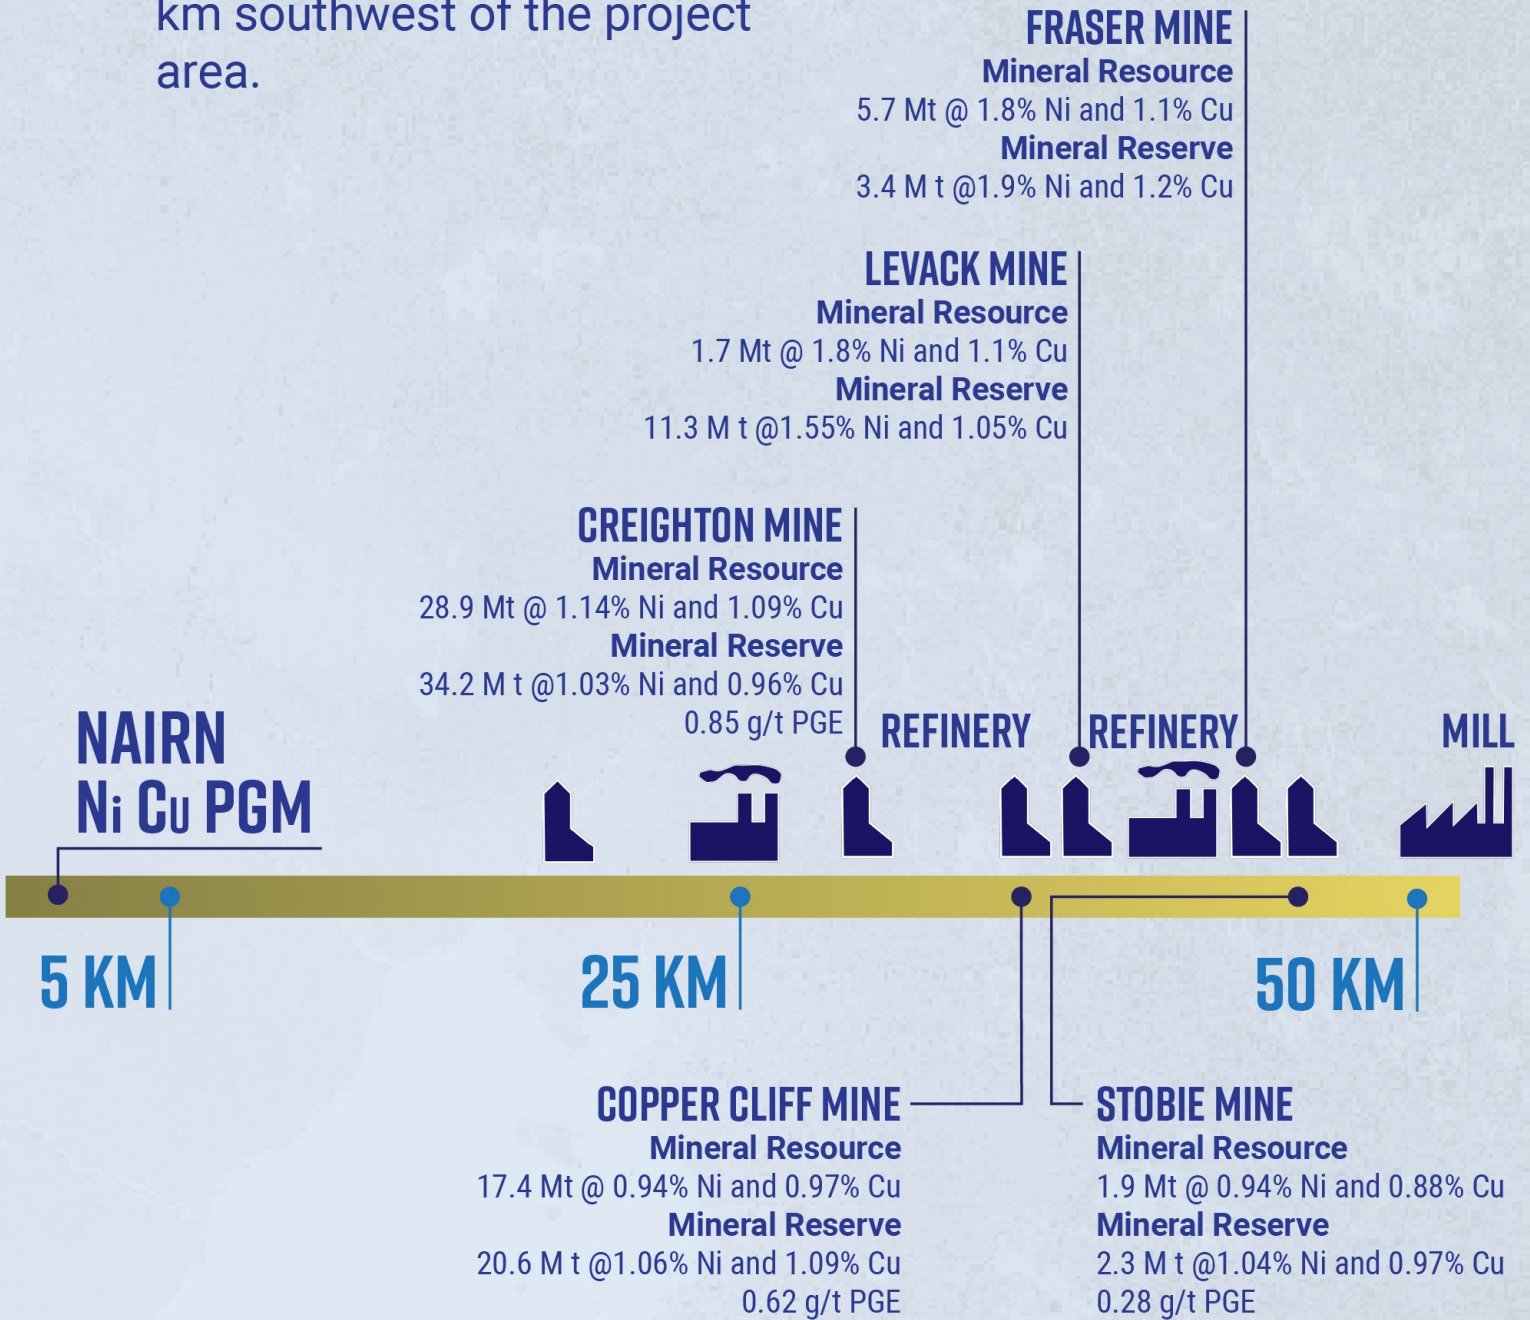 km southwest of the project
area.
FRASER MINE
Mineral Resource
5.7 Mt @ 1.8% Ni and 1.1% Cu
Mineral Reserve
3.4 M t @1.9% Ni and 1.2% Cu
LEVACK MINE
Mineral Resource
1.7 Mt @ 1.8% Ni and 1.1% Cu
Mineral Reserve
11.3 M t @1.55% Ni and 1.05% Cu
CREIGHTON MINE
Mineral Resource
28.9 Mt @ 1.14% Ni and 1.09% Cu
Mineral Reserve
34.2 M t @1.03% Ni and 0.96% Cu
0.85 g/t PGE
REFINERY
REFINERY
MILL
NAIRN
Ni Cu PGM
5 KM
25 KM
50 KM
COPPER CLIFF MINE
Mineral Resource
17.4 Mt @ 0.94% Ni and 0.97% Cu
Mineral Reserve
20.6 M t @1.06% Ni and 1.09% Cu
0.62 g/t PGE
STOBIE MINE
Mineral Resource
1.9 Mt @ 0.94% Ni and 0.88% Cu
Mineral Reserve
2.3 M t @1.04% Ni and 0.97% Cu
0.28 g/t PGE